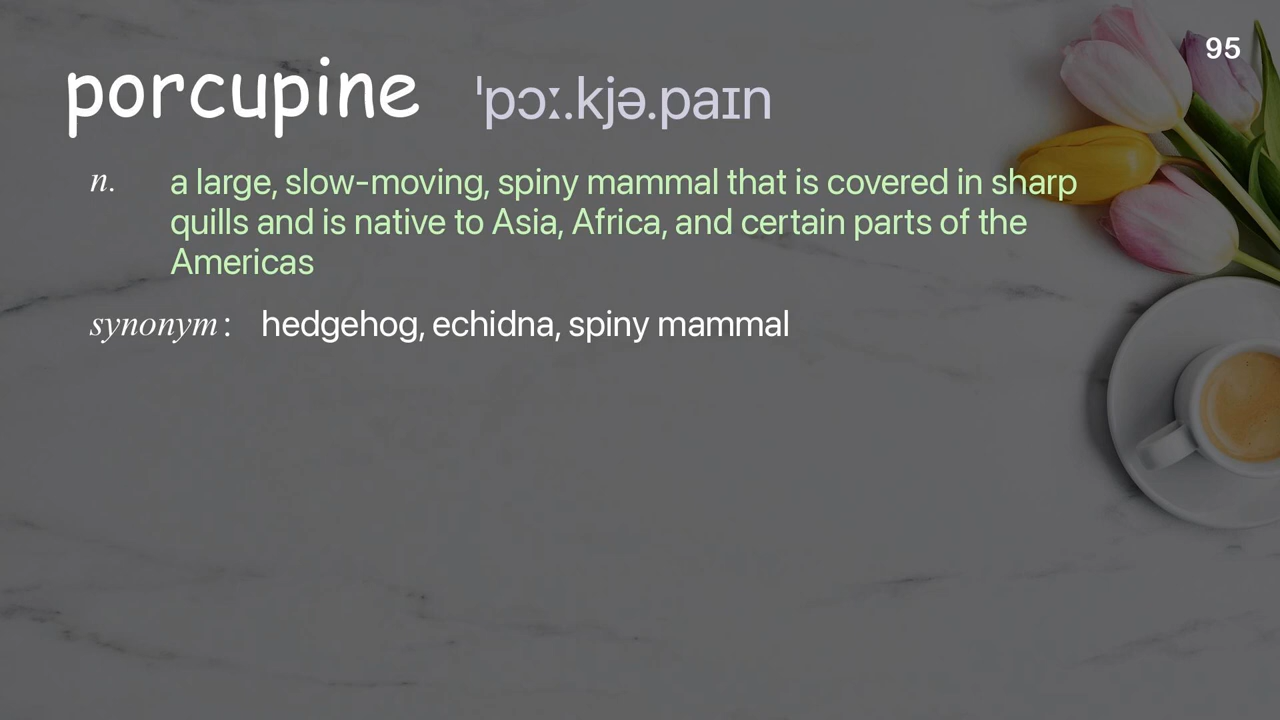 95
porcupine ˈpɔː.kjə.paɪn
n. a large, slow-moving, spiny mammal that is covered in sharp
quills and is native to Asia, Africa, and certain parts of the
Americas
synonym: hedgehog, echidna, spiny mammal